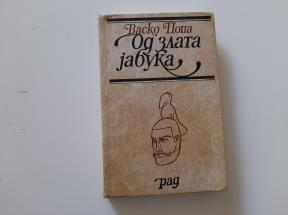 Васко Попа
Од злата
јабука
рад